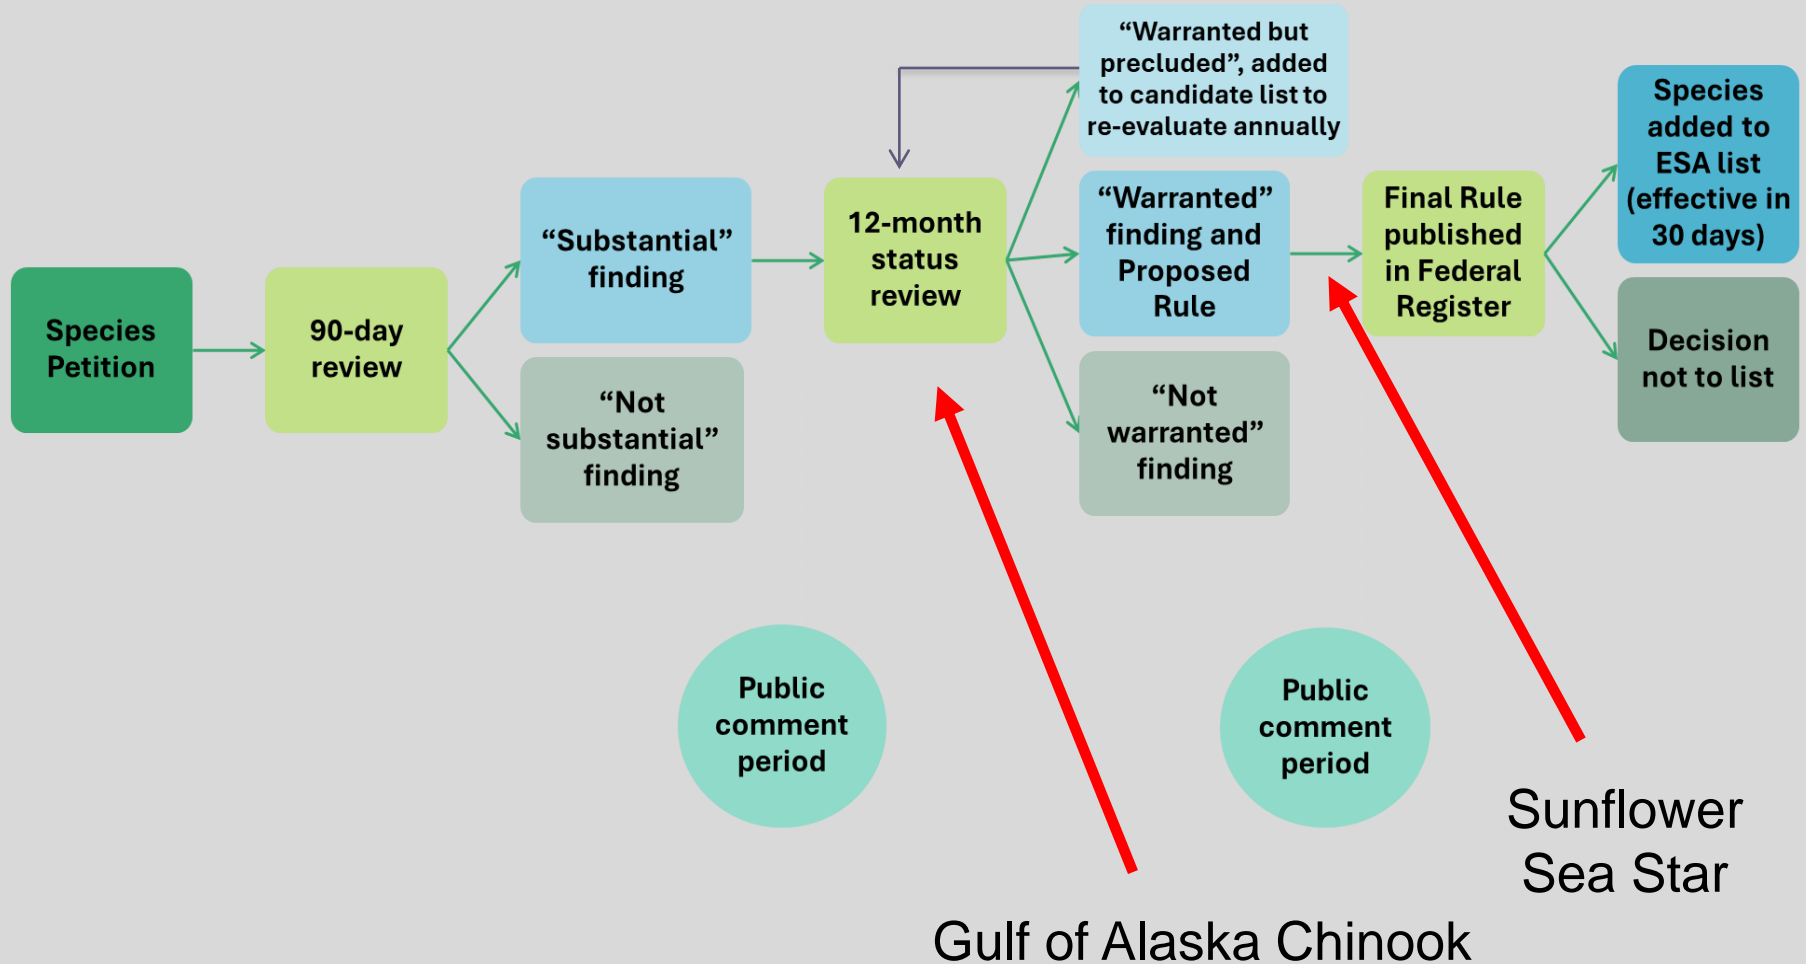 Species
Petition
90-day
review
“Substantial”
finding
“Not
substantial”
finding
12-month
status
review
“Warranted but
precluded”, added
to candidate list to
re-evaluate annually
“Warranted”
finding and
Proposed
Rule
“Not
warranted”
finding
Final Rule
published
in Federal
Register
Species
added to
ESA list
(effective in
30 days)
Decision
not to list
Public
comment
period
Public
comment
period
Sunflower
Sea Star
Gulf of Alaska Chinook